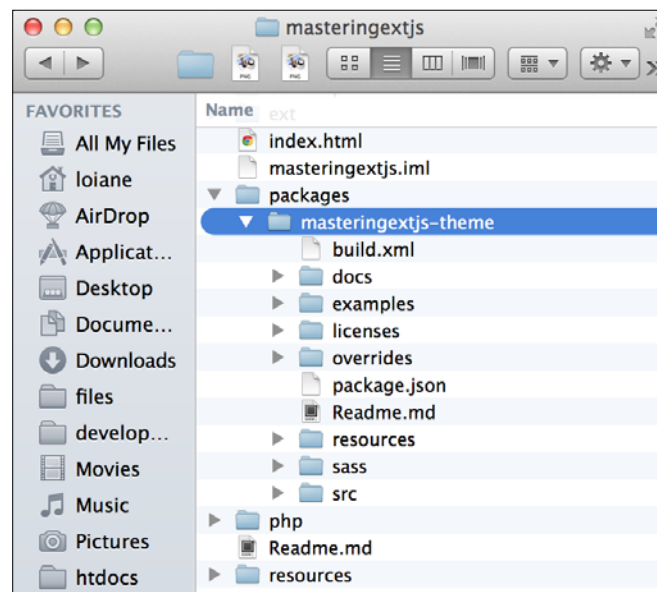 masteringextjs
PNG
PNG
FAVORITES
All My Files
loiane
AirDrop
Applicat...
Desktop
Docume...
Downloads
files
develop...
Movies
Music
Pictures
htdocs
Name
ext
index.html
masteringextjs.iml
packages
masteringextjs-theme
build.xml
docs
examples
licenses
overrides
package.json
Readme.md
resources
sass
src
php
Readme.md
resources